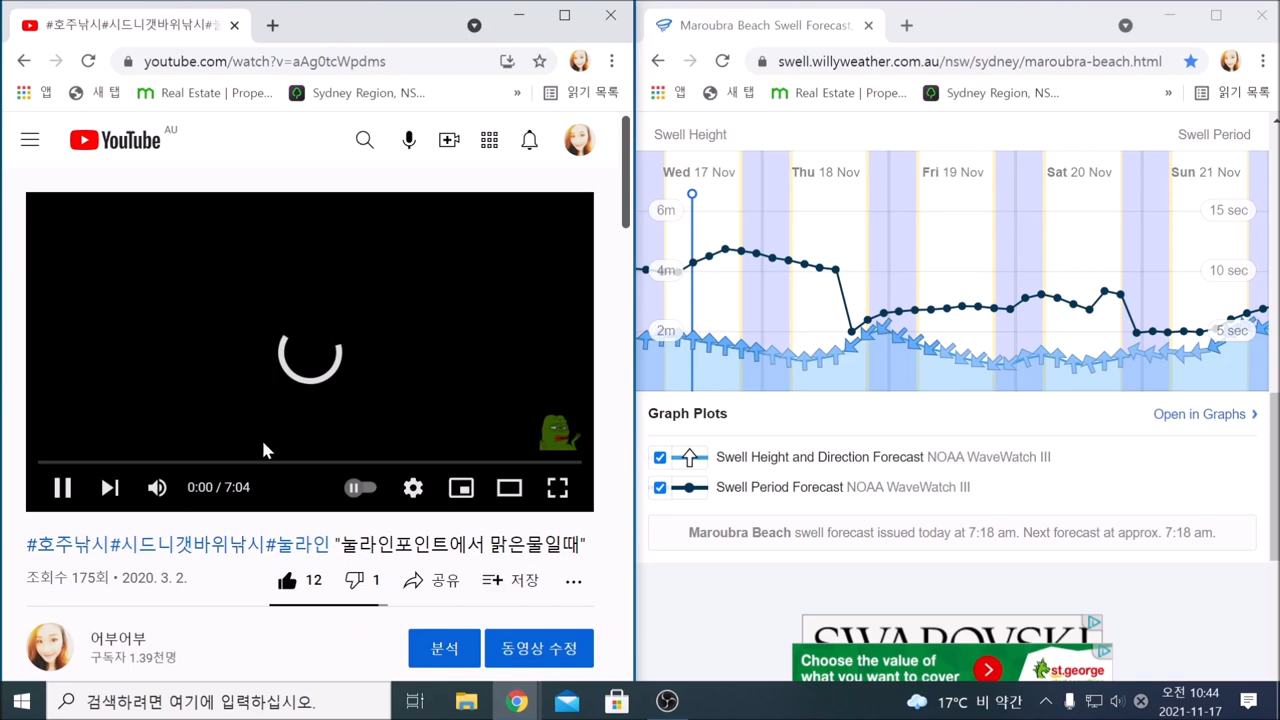 #호주낚시#시드니갯바위낚시#눌
youtube.com/watch?v=aAg0tcWpdms
앱
새 탭
Real Estate | Prope...
Sydney Region, NS...
»
읽기 목록
YouTube
AU
0:00 / 7:04
#호주낚시#시드니갯바위낚시#눌라인 "눌라인포인트에서 맑은물일때"
조회수 175회 • 2020. 3. 2.
12
1
공유
저장
어부어부
구독자 1.39천명
분석
동영상 수정
Maroubra Beach Swell Forecast,
swell.willyweather.com.au/nsw/sydney/maroubra-beach.html
앱
새 탭
Real Estate | Prope...
Sydney Region, NS...
»
읽기 목록
Swell Height
Swell Period
Wed 17 Nov
Thu 18 Nov
Fri 19 Nov
Sat 20 Nov
Sun 21 Nov
6m
15 sec
4m
10 sec
2m
5 sec
Graph Plots
Open in Graphs
Swell Height and Direction Forecast NOAA WaveWatch III
Swell Period Forecast NOAA WaveWatch III
Maroubra Beach swell forecast issued today at 7:18 am. Next forecast at approx. 7:18 am.
SWAROVSKI
Choose the value of
what you want to cover
st.george
검색하려면 여기에 입력하십시오.
17℃ 비 약간
오전 10:44
2021-11-17